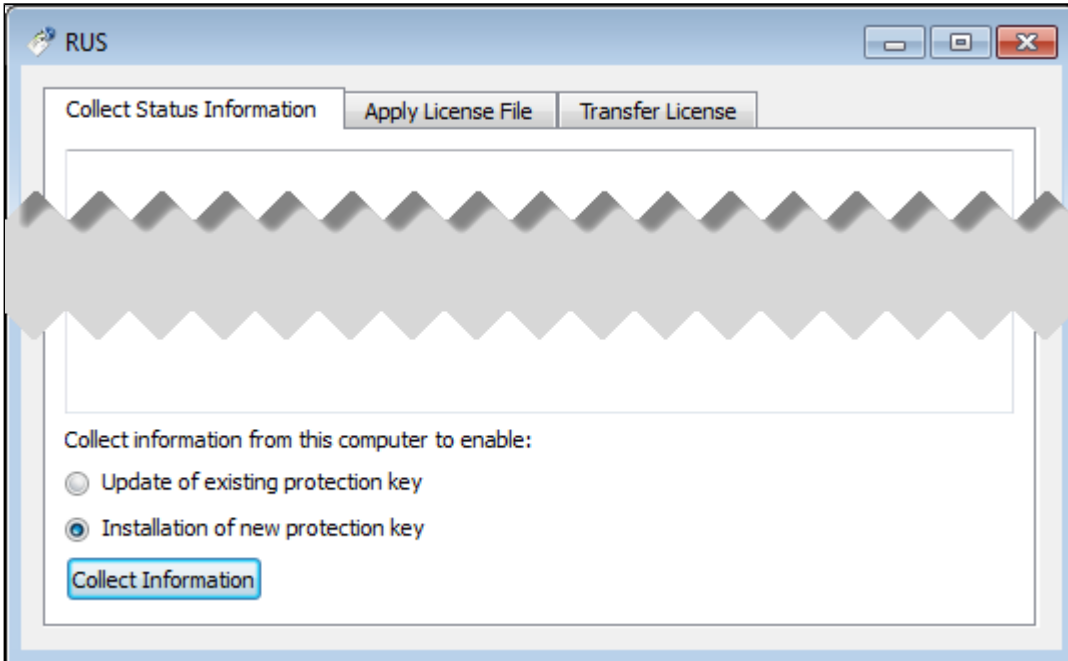 RUS
Collect Status Information Apply License File Transfer License
Collect information from this computer to enable:
Update of existing protection key
Installation of new protection key
Collect Information